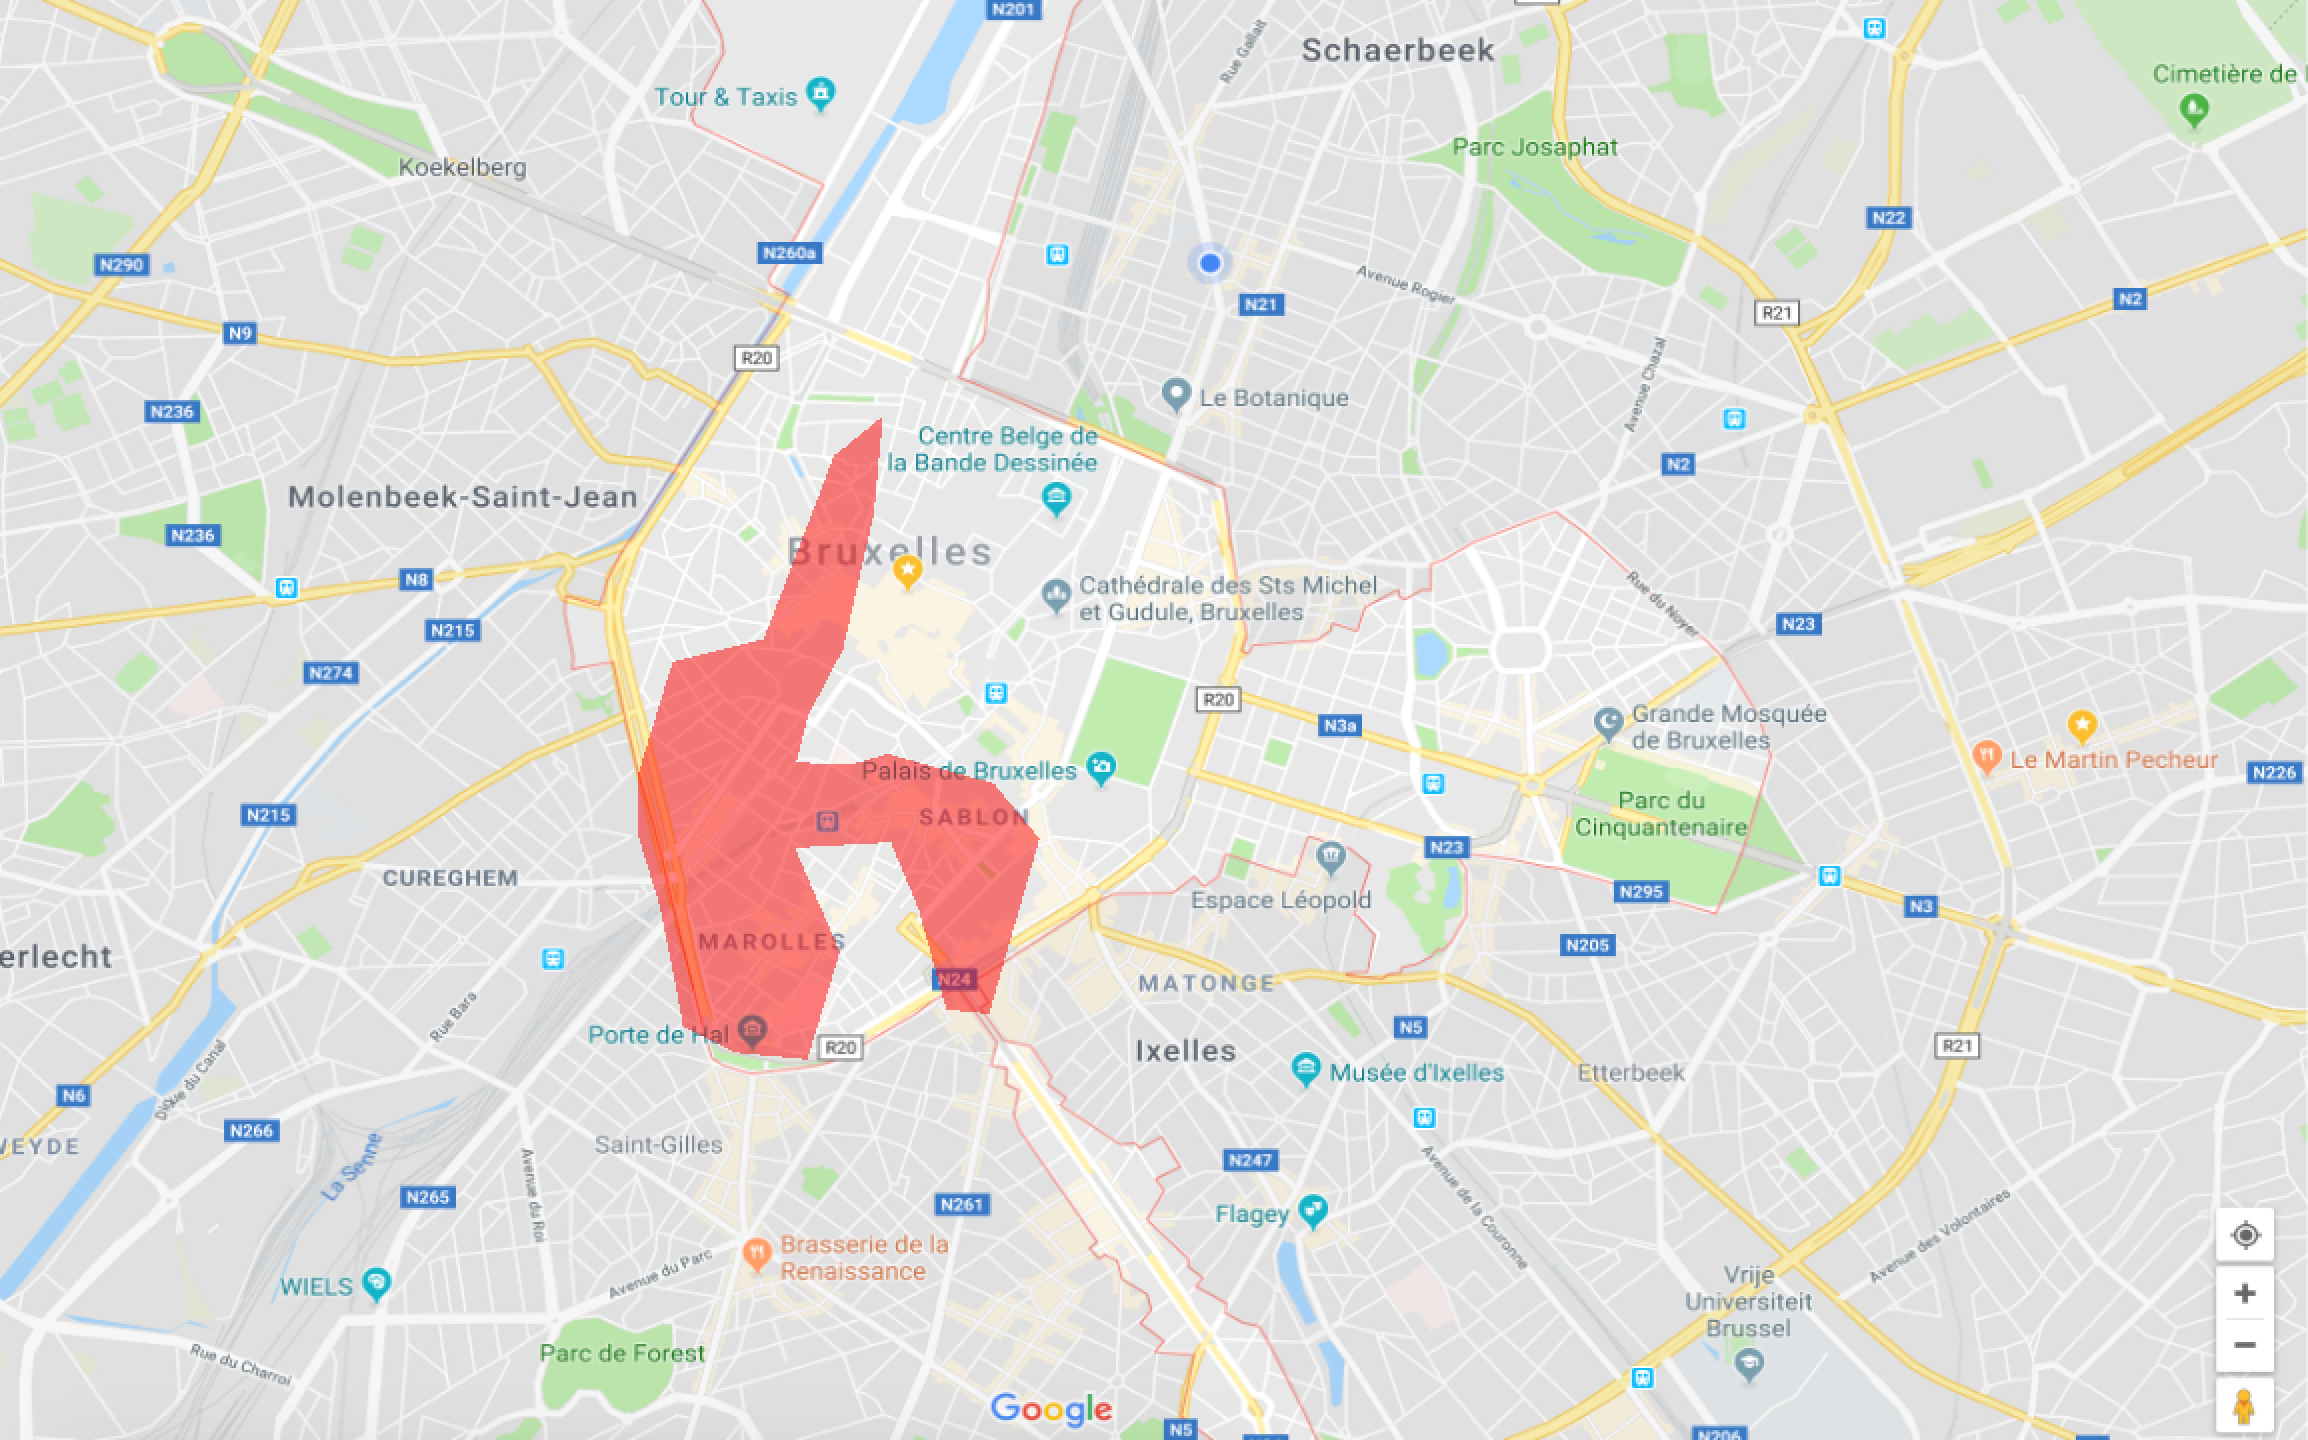 N201
Schaerbeek
Rue Gallait
Cimetière de
Tour & Taxis
Parc Josaphat
Koekelberg
N22
N260a
N290
Avenue Rogier
N2
N21
R21
N9
R20
Avenue Chazal
Le Botanique
N236
Centre Belge de
la Bande Dessinée
N2
Molenbeek-Saint-Jean
N236
Bruxelles
N8
Cathédrale des Sts Michel
et Gudule, Bruxelles
Rue du Noyer
N23
N215
N274
R20
Grande Mosquée
de Bruxelles
N3a
Le Martin Pecheur
Palais de Bruxelles
N226
Parc du
Cinquantenaire
N215
SABLON
N23
CUREGHEM
Espace Léopold
N295
N3
MAROLLES
N205
erlecht
N24
MATONGE
Rue Bara
Porte de Hal
R20
N5
R21
Ixelles
Musée d'Ixelles
Etterbeek
Digue du Canal
N6
N266
VEYDE
Saint-Gilles
La Senne
Avenue du Roi
N247
Avenue de la Couronne
N265
N261
Flagey
Avenue des Volontaires
Brasserie de la
Renaissance
Avenue du Parc
WIELS
Vrije
Universiteit
Brussel
Rue du Charroi
Parc de Forest
Google
N5
N206